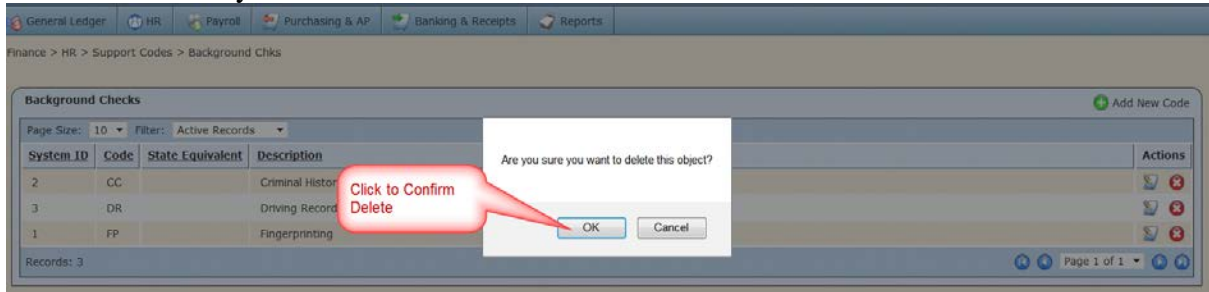 General Ledger HR Payroll Purchasing & AP Banking & Receipts Reports
Finance > HR > Support Codes > Background Chks
Background Checks Add New Code
Page Size: 10 Filter: Active Records
System ID Code State Equivalent Description Actions
Are you sure you want to delete this object?
2 CC Criminal Histor
Click to Confirm
Delete
3 DR Driving Record
OK Cancel
1 FP Fingerprinting
Records: 3 Page 1 of 1